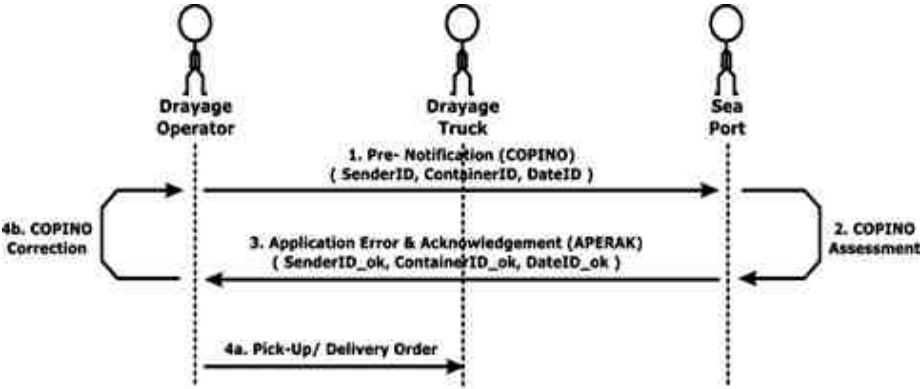 Drayage
Operator
Drayage
Truck
Sea
Port
1. Pre- Notification (COPINO)
( SenderID, ContainerID, DateID )
4b. COPINO
Correction
2. COPINO
Assessment
3. Application Error & Acknowledgement (APERAK)
( SenderID_ok, ContainerID_ok, DateID_ok )
4a. Pick-Up/ Delivery Order